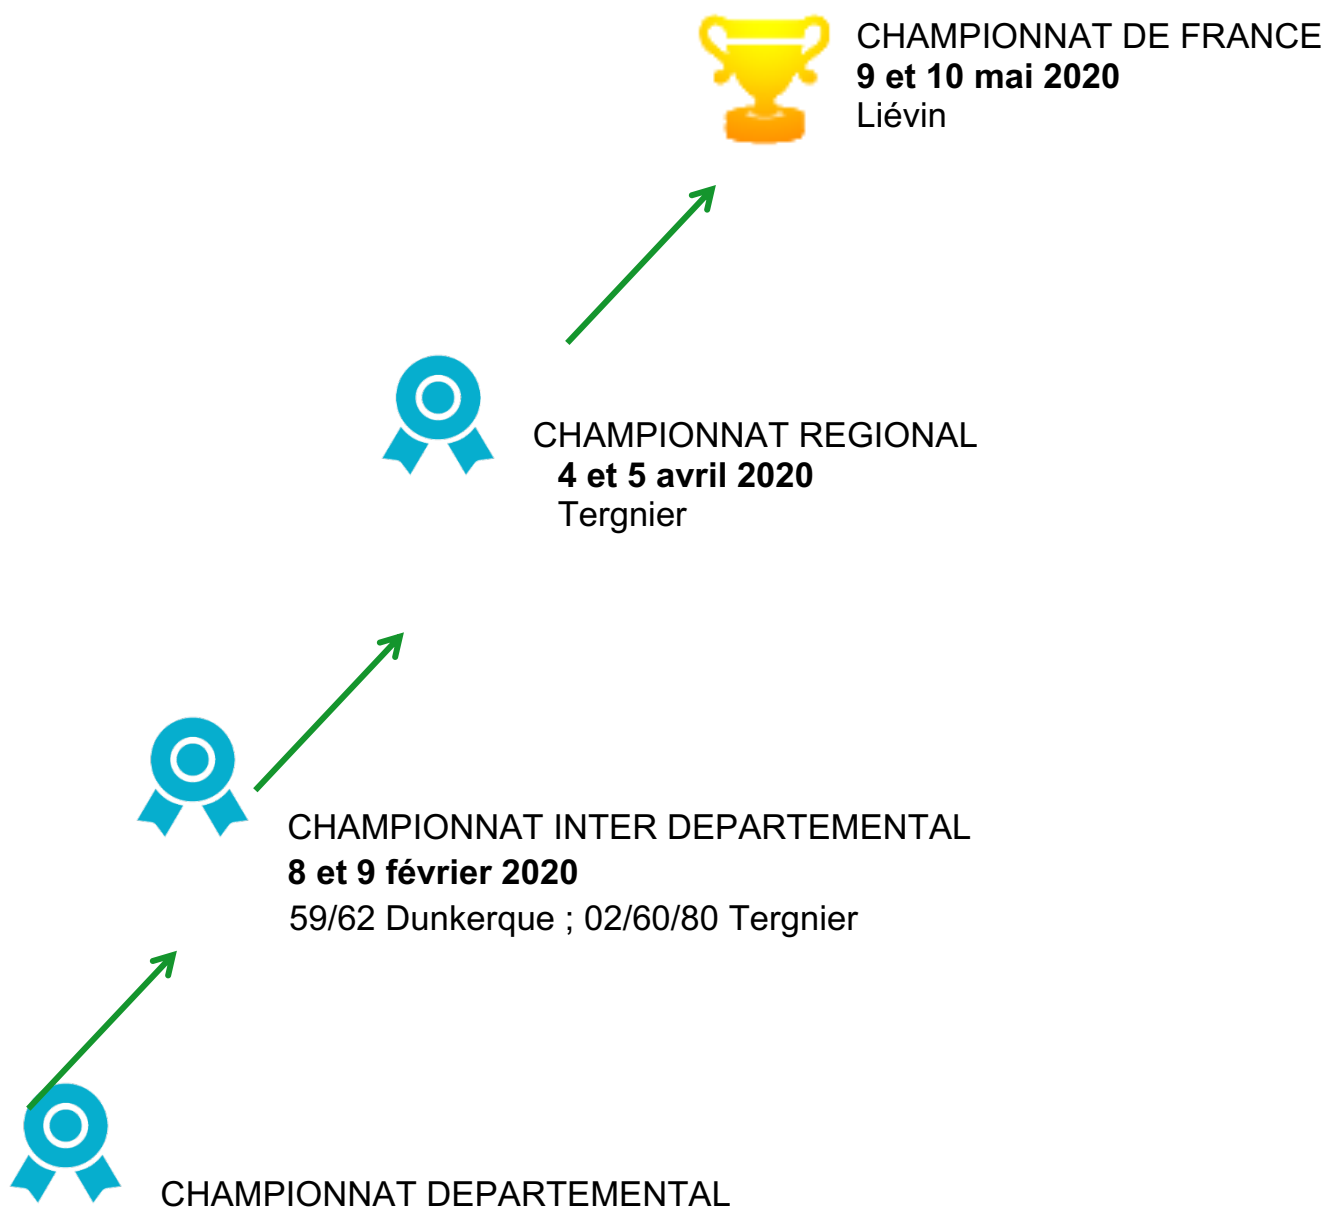 CHAMPIONNAT DE FRANCE
9 et 10 mai 2020
Liévin
CHAMPIONNAT REGIONAL
4 et 5 avril 2020
Tergnier
CHAMPIONNAT INTER DEPARTEMENTAL
8 et 9 février 2020
59/62 Dunkerque ; 02/60/80 Tergnier
CHAMPIONNAT DEPARTEMENTAL